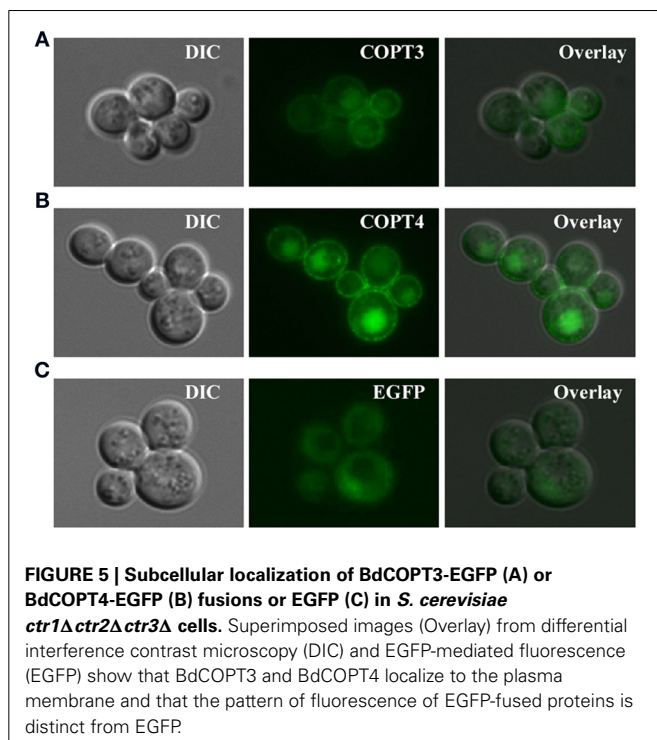 A
DIC
COPT3
Overlay
B
DIC
COPT4
Overlay
C
DIC
EGFP
Overlay
FIGURE 5 | Subcellular localization of BdCOPT3-EGFP (A) or
BdCOPT4-EGFP (B) fusions or EGFP (C) in S. cerevisiae
ctr1Δctr2Δctr3Δ cells. Superimposed images (Overlay) from differential
interference contrast microscopy (DIC) and EGFP-mediated fluorescence
(EGFP) show that BdCOPT3 and BdCOPT4 localize to the plasma
membrane and that the pattern of fluorescence of EGFP-fused proteins is
distinct from EGFP.